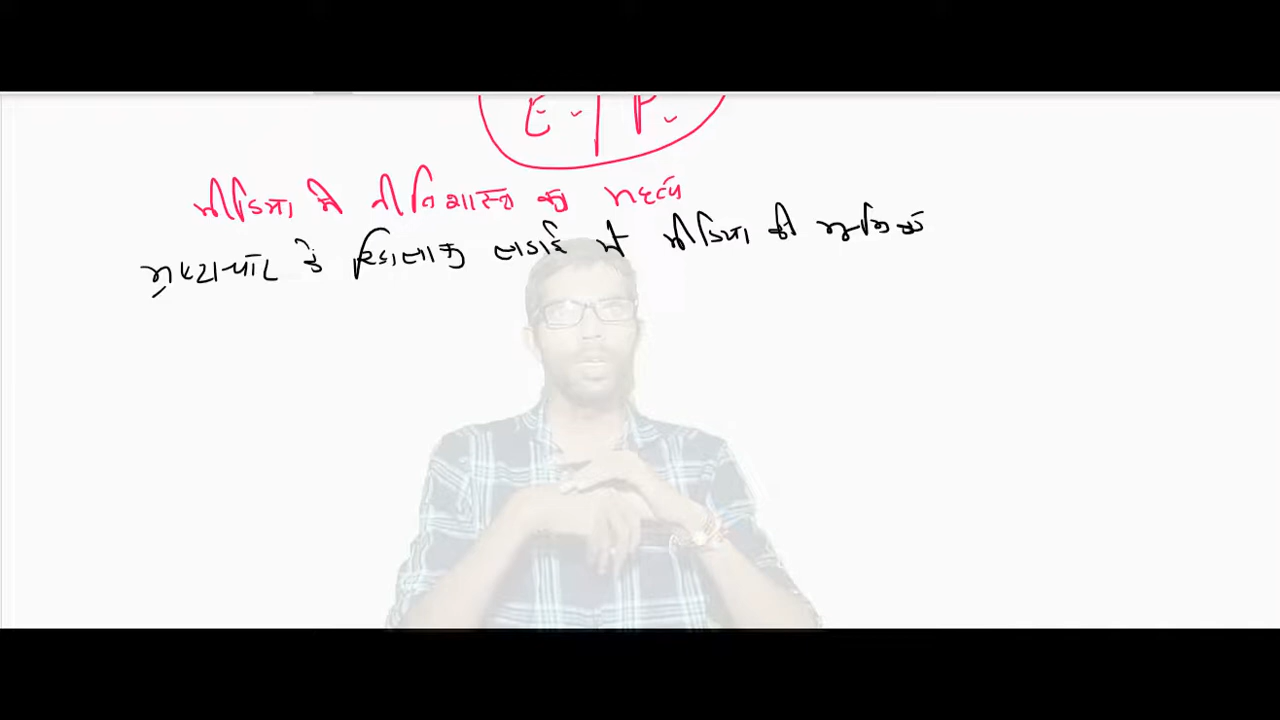 E. / P.
मीडिया में नीतिशास्त्र का महत्व
भ्रष्टाचार के खिलाफ लड़ाई में मीडिया की भूमिका